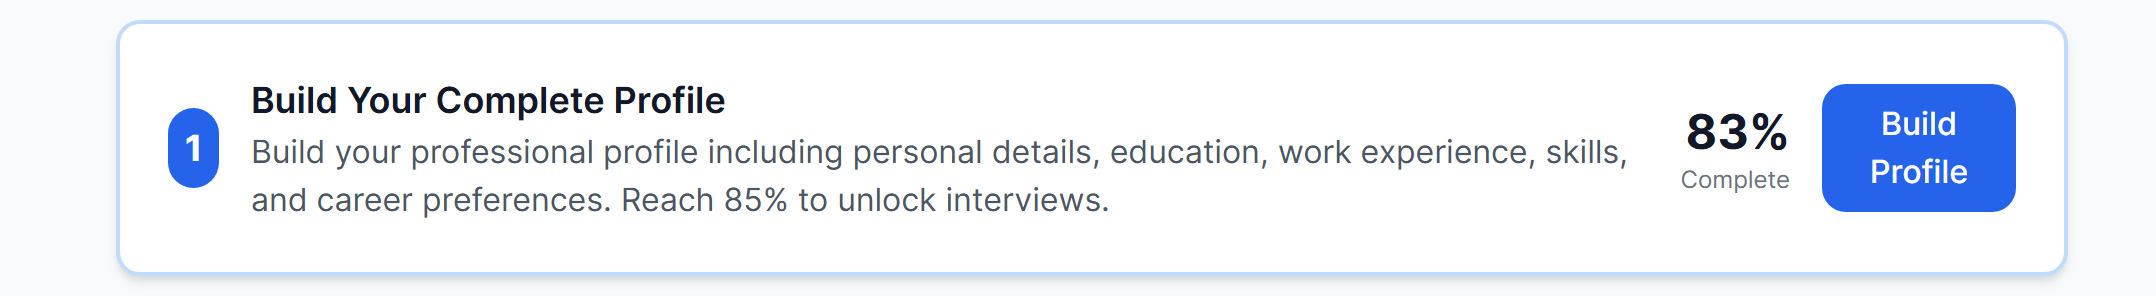 1
Build Your Complete Profile
Build your professional profile including personal details, education, work experience, skills,
and career preferences. Reach 85% to unlock interviews.
83%
Complete
Build
Profile